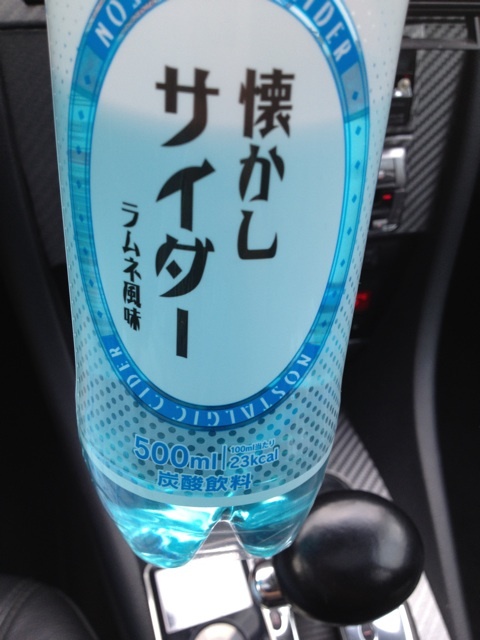 懐かし
サイダー
ラムネ風味
NOSTALGIC CIDER
500ml
100ml当たり
23kcal
炭酸飲料